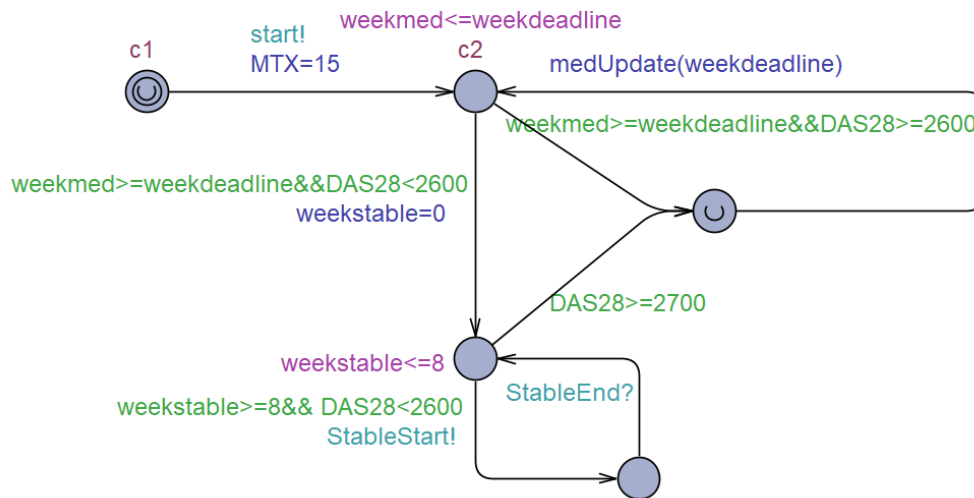 weekmed<=weekdeadline
start!
c1
c2
MTX=15
medUpdate(weekdeadline)
weekmed>=weekdeadline&&DAS28>=2600
weekmed>=weekdeadline&&DAS28<2600
weekstable=0
DAS28>=2700
weekstable<=8
StableEnd?
weekstable>=8&& DAS28<2600
StableStart!